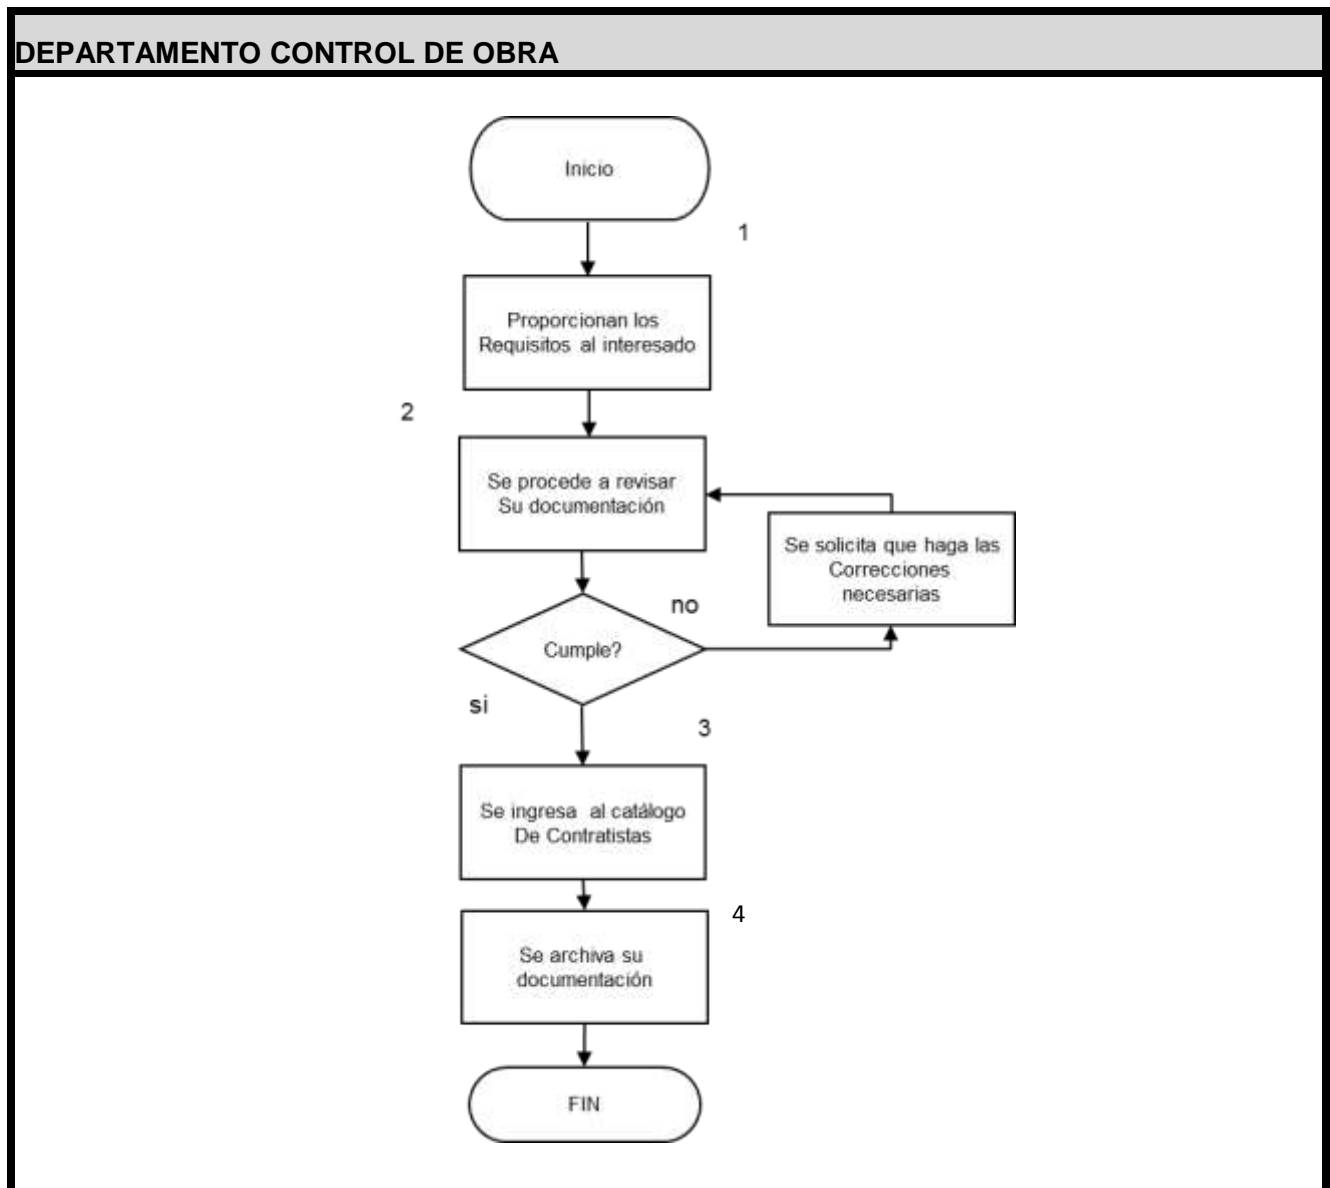 DEPARTAMENTO CONTROL DE OBRA
Inicio
1
Proporcionan los
Requisitos al interesado
2
Se procede a revisar
Su documentación
Se solicita que haga las
Correcciones
necesarias
no
Cumple?
si
3
Se ingresa al catálogo
De Contratistas
4
Se archiva su
documentación
FIN